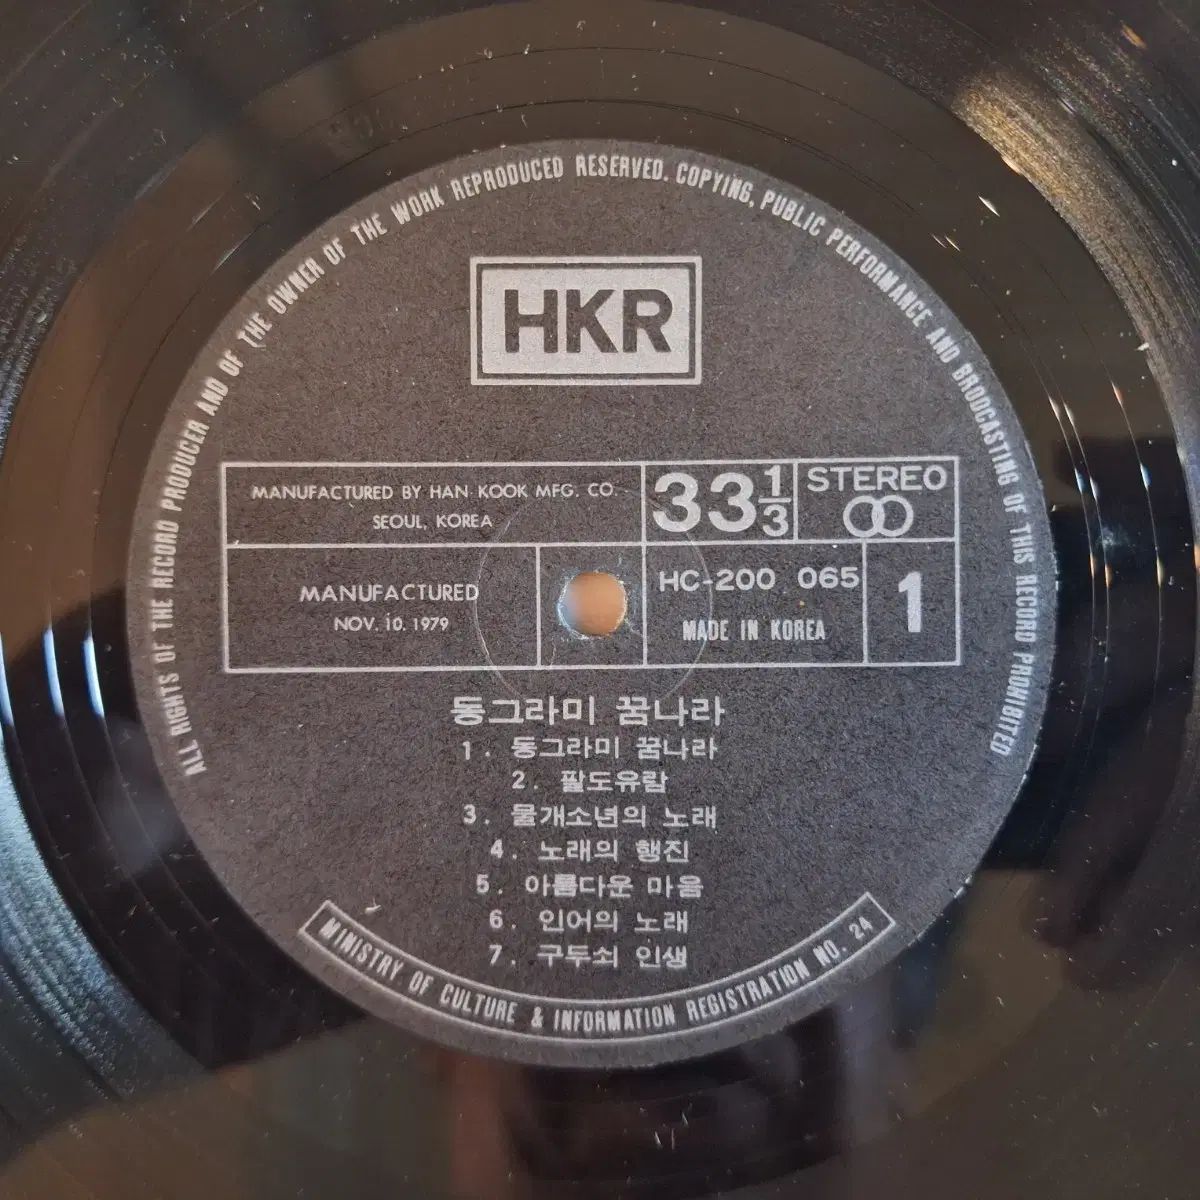 ALL RIGHTS OF THE RECORD PRODUCER AND OF THE OWNER OF THE WORK REPRODUCED RESERVED. COPYING, PUBLIC PERFORMANCE AND BRODCASTING OF THIS RECORD PROHIBITED
HKR
MANUFACTURED BY HAN KOOK MFG. CO.
SEOUL, KOREA
33 1/3
STEREO
MANUFACTURED
NOV. 10. 1979
HC-200 065
MADE IN KOREA
1
동그라미 꿈나라
1. 동그라미 꿈나라
2. 팔도유람
3. 물개소년의 노래
4. 노래의 행진
5. 아름다운 마음
6. 인어의 노래
7. 구두쇠 인생
MINISTRY OF CULTURE & INFORMATION REGISTRATION NO. 24